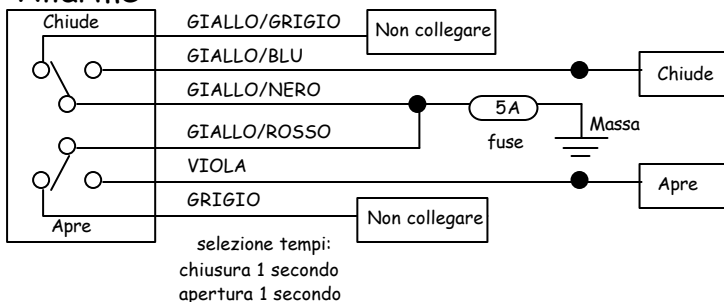 Chiude
GIALLO/GRIGIO
Non collegare
GIALLO/BLU
Chiude
GIALLO/NERO
5A
fuse
Massa
GIALLO/ROSSO
VIOLA
Apre
GRIGIO
Apre
Non collegare
selezione tempi:
chiusura 1 secondo
apertura 1 secondo